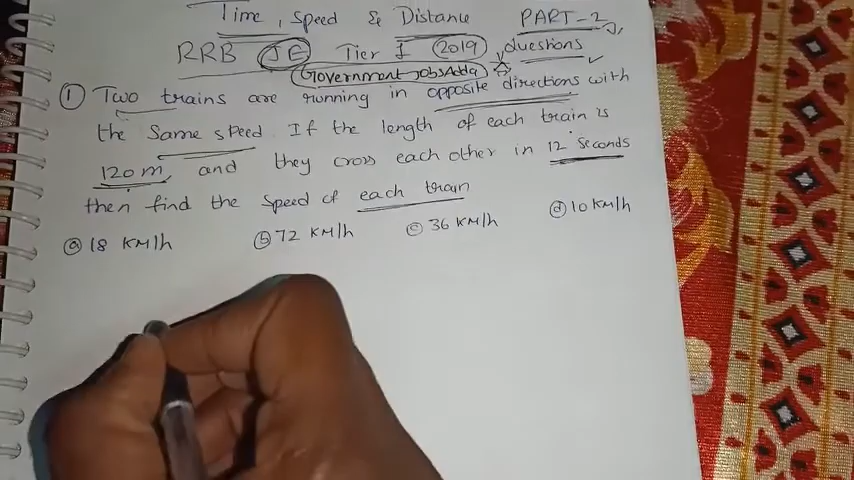 Time, Speed & Distance PART-2
RRB JE Tier I 2019 questions
Government JobsAdda
① Two trains are running in opposite directions with
the Same speed If the length of each train is
120 m, and they cross each other in 12 seconds
then find the Speed of each train
ⓐ 18 KM/h ⓑ 72 KM/h ⓒ 36 KM/h ⓓ 10 KM/h